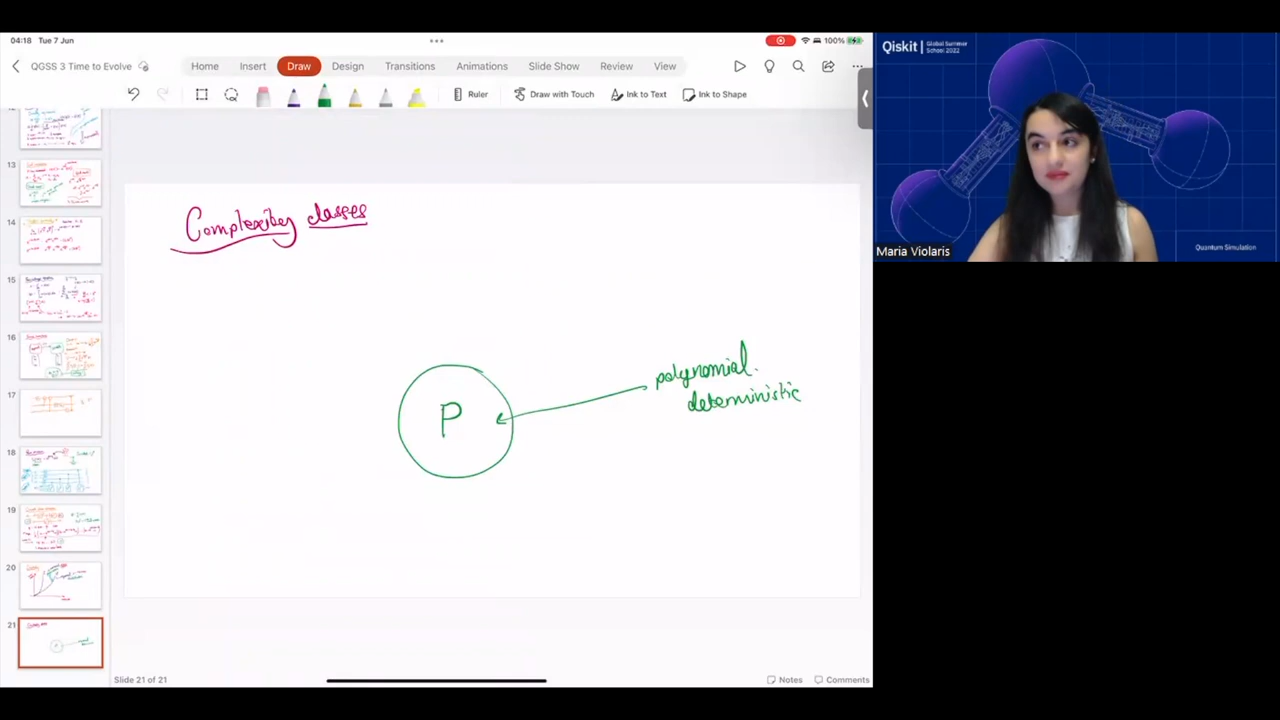 04:18 Tue 7 Jun
100%
QGSS 3 Time to Evolve
Home Insert Draw Design Transitions Animations Slide Show Review View
Ruler Draw with Touch Ink to Text Ink to Shape
Complexity classes
P
polynomial.
deterministic
13
14
15
16
17
18
19
20
21
Slide 21 of 21
Notes Comments
Qiskit | Global Summer School 2022
Maria Violaris
Quantum Simulation